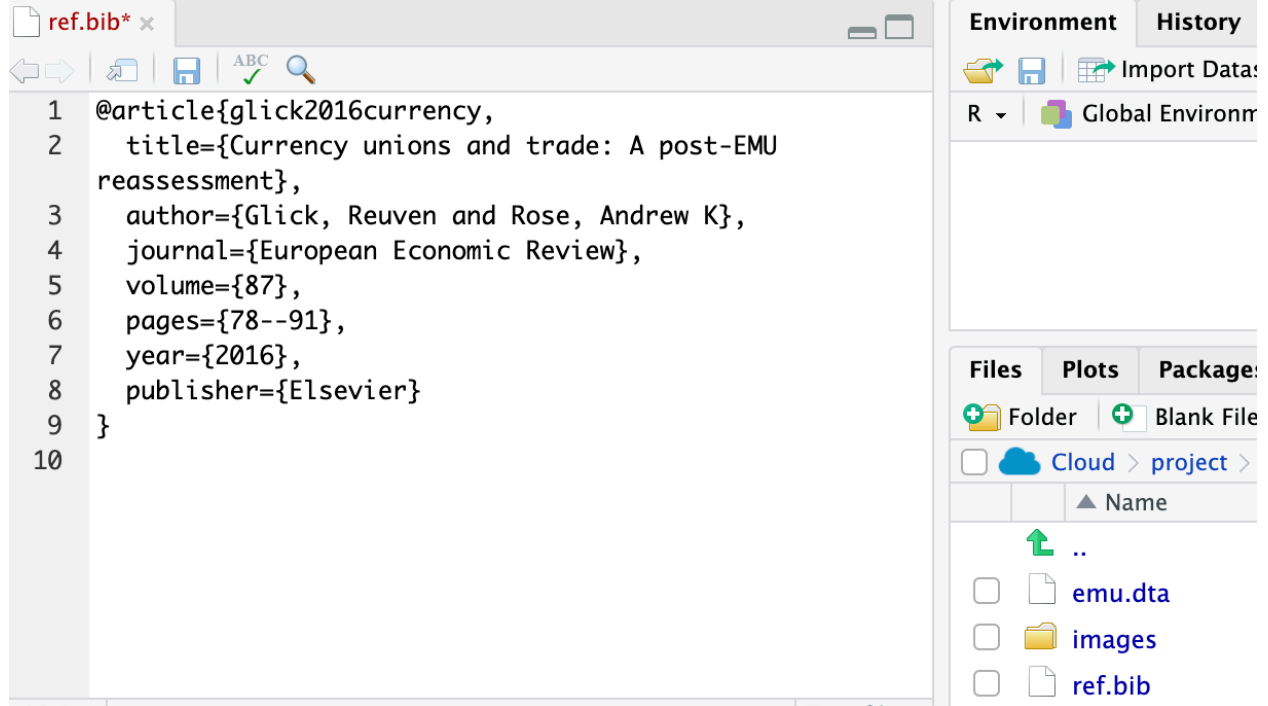 ref.bib*
ABC
1 @article{glick2016currency,
2 title={Currency unions and trade: A post-EMU
reassessment},
3 author={Glick, Reuven and Rose, Andrew K},
4 journal={European Economic Review},
5 volume={87},
6 pages={78--91},
7 year={2016},
8 publisher={Elsevier}
9 }
10
Environment History
Import Datas
R Global Environm
Files Plots Packages
Folder Blank File
Cloud > project >
Name
..
emu.dta
images
ref.bib